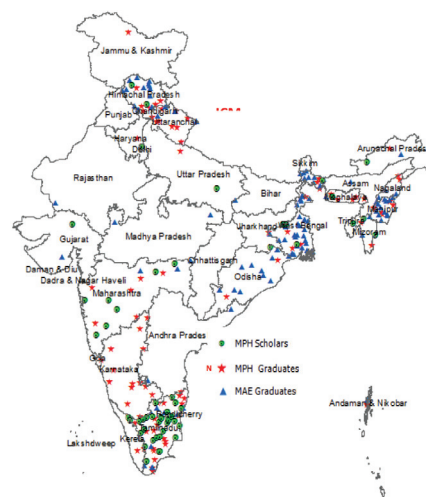 Jammu & Kashmir
Himachal Pradesh
Chandigarh
Punjab
Uttaranchal
Haryana
Delhi
Arunachal Prades
Sikkim
Rajasthan
Uttar Pradesh
Assam
Nagaland
Meghalaya
Bihar
Manipur
Tripura
Mizoram
Gujarat
Madhya Pradesh
Jharkhand
West Bengal
Chhattisgarh
Daman & Diu
Odisha
Dadra & Nagar Haveli
Maharashtra
Andhra Prades
MPH Scholars
Goa
N MPH Graduates
Karnataka
MAE Graduates
Andaman & Nikobar
Pondicherry
Tamilnadu
Lakshdweep
Kerela